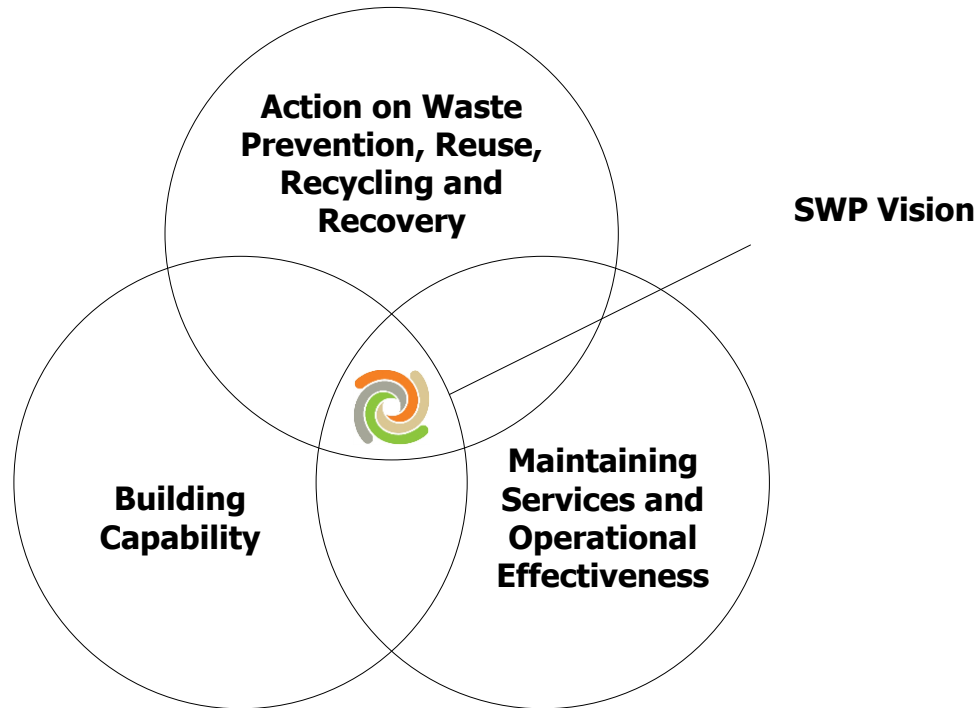 Action on Waste
Prevention, Reuse,
Recycling and
Recovery
SWP Vision
Building
Capability
Maintaining
Services and
Operational
Effectiveness